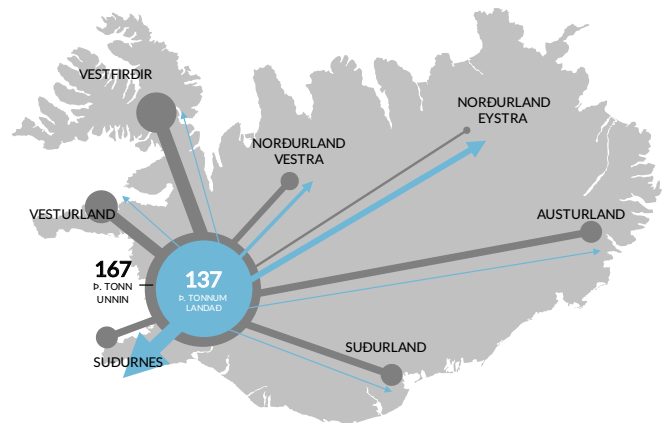 VESTFIRÐIR
NORÐURLAND
EYSTRA
NORÐURLAND
VESTRA
VESTURLAND
AUSTURLAND
167
Þ. TONN
UNNIN
137
Þ. TONNUM
LANDAÐ
SUÐURLAND
SUÐURNES